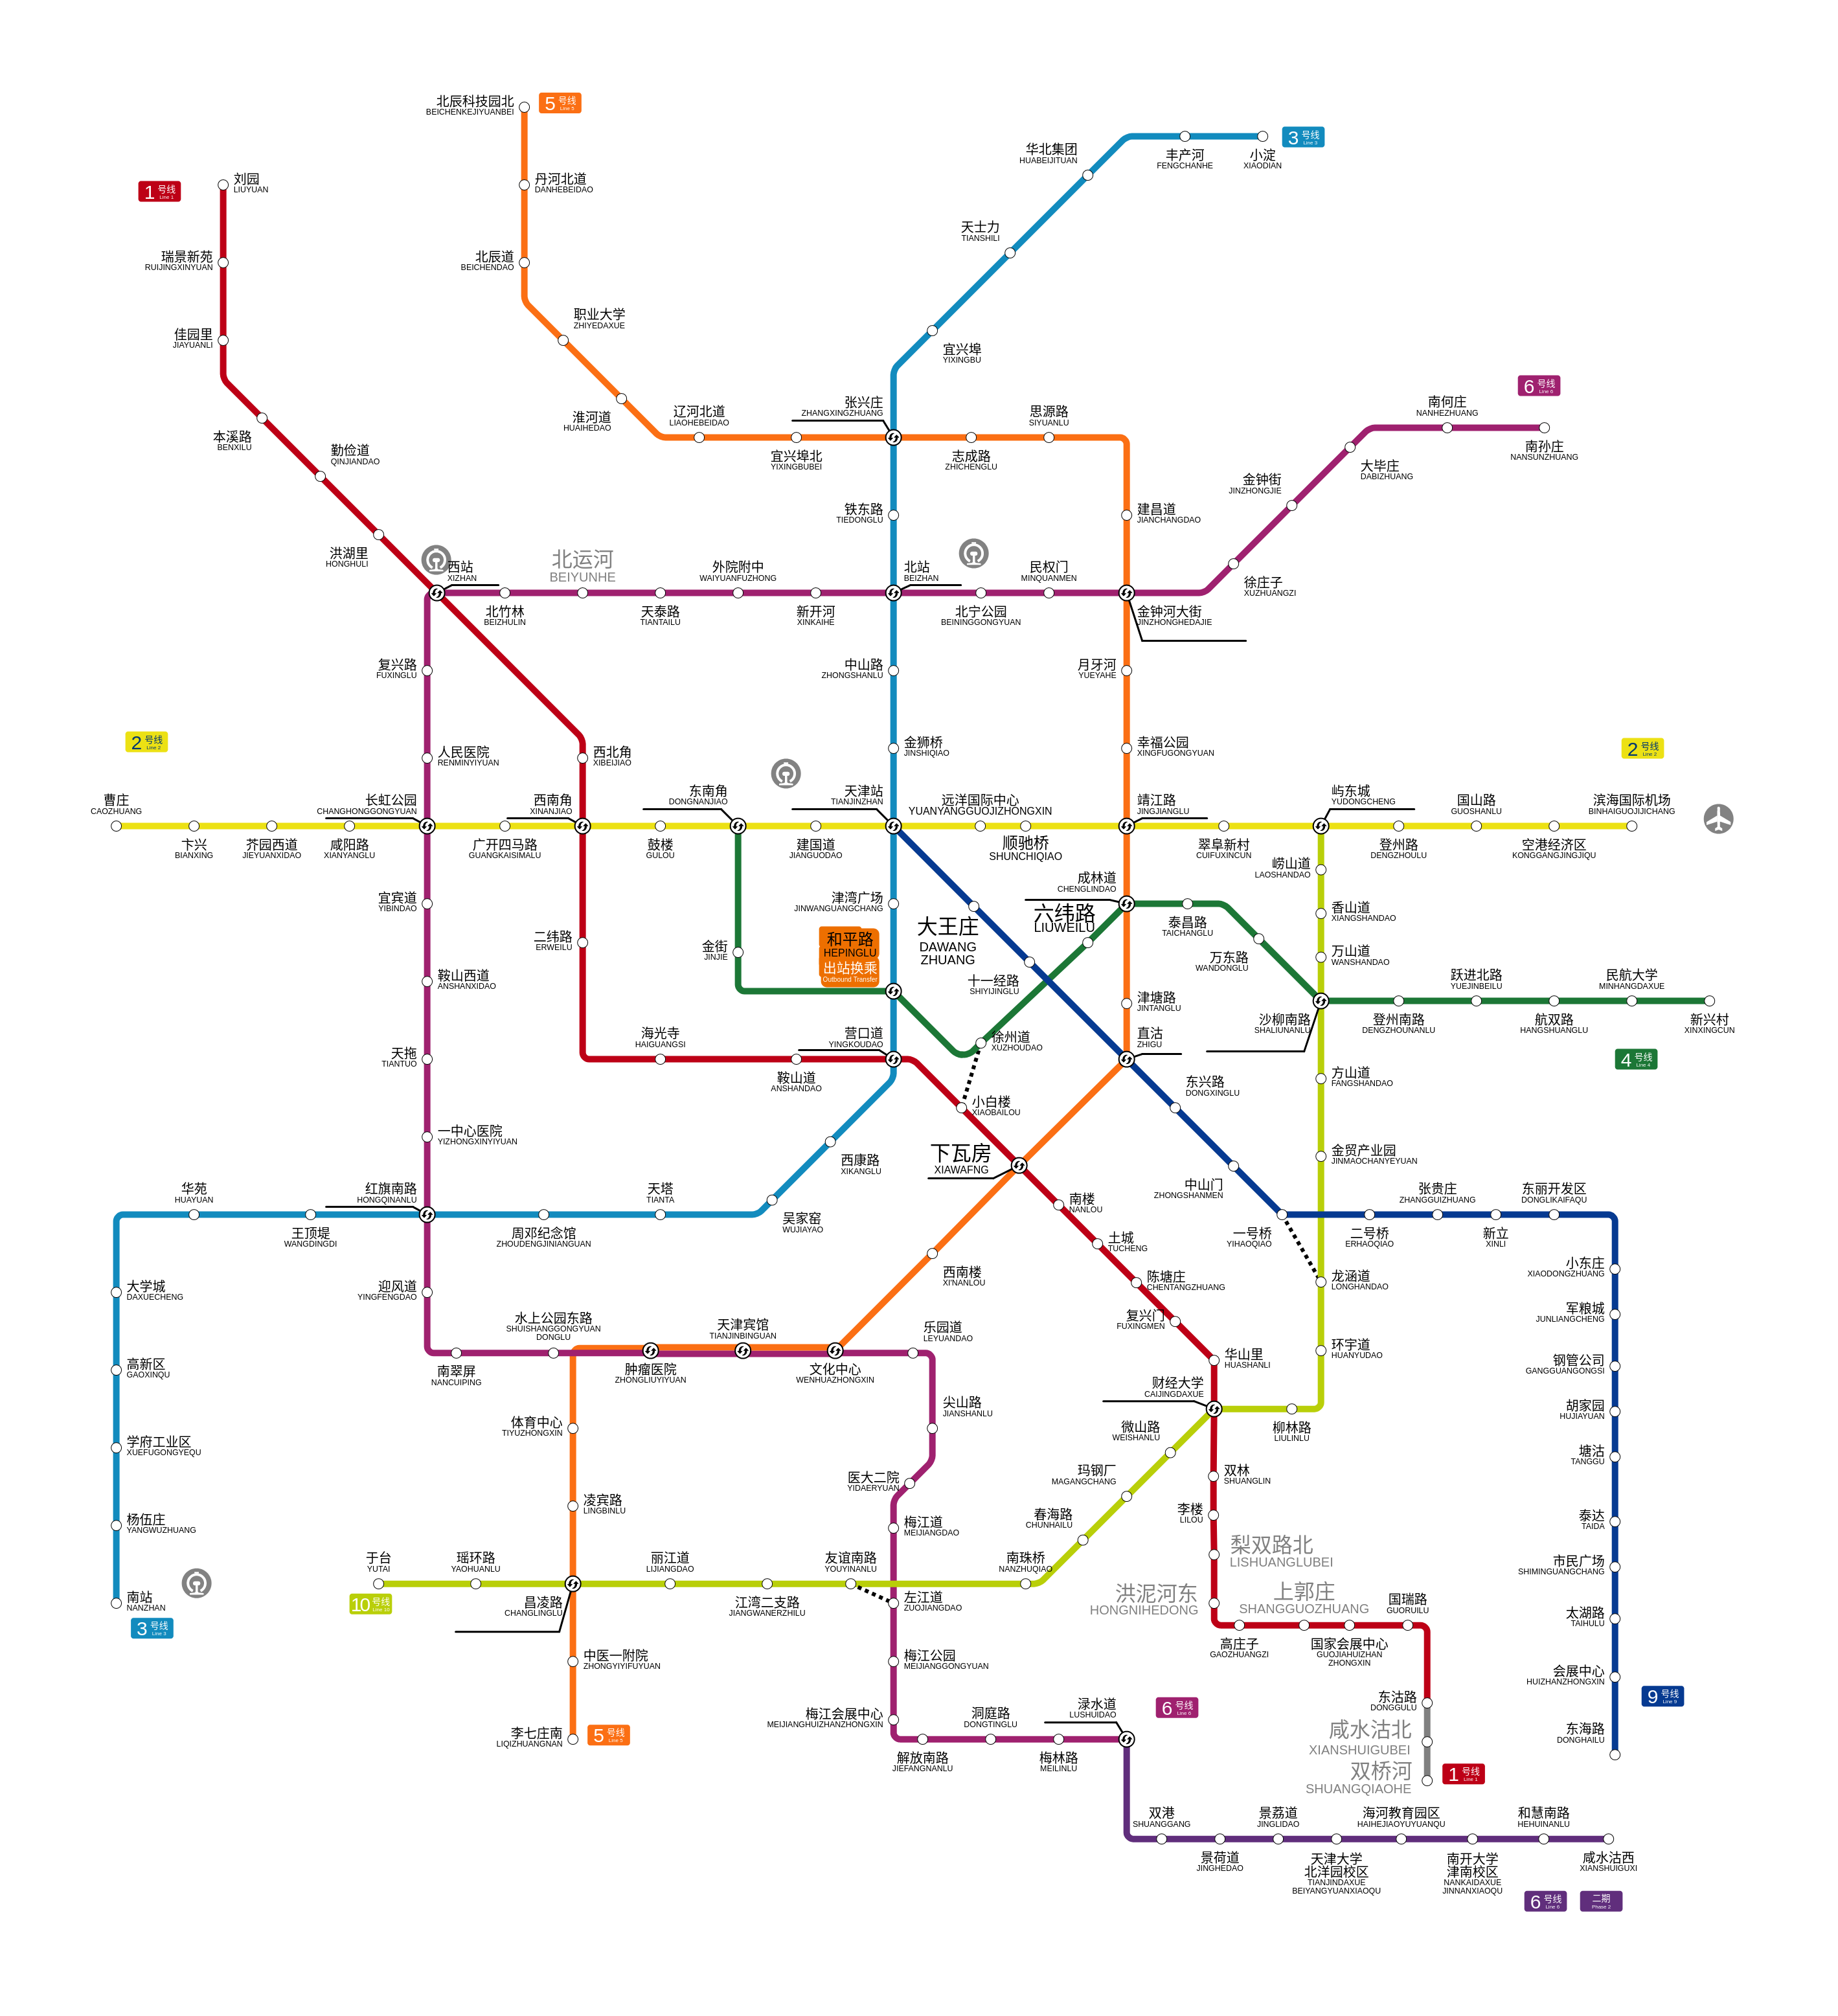 北辰科技园北
BEICHENKEJIYUANBEI
5 号线
Line 5
丹河北道
DANHEBEIDAO
北辰道
BEICHENDAO
职业大学
ZHIYEDAXUE
淮河道
HUAIHEDAO
辽河北道
LIAOHEBEIDAO
宜兴埠北
YIXINGBUBEI
张兴庄
ZHANGXINGZHUANG
志成路
ZHICHENGLU
思源路
SIYUANLU
华北集团
HUABEIJITUAN
丰产河
FENGCHANHE
小淀
XIAODIAN
3 号线
Line 3
天士力
TIANSHILI
宜兴埠
YIXINGBU
1 号线
Line 1
刘园
LIUYUAN
瑞景新苑
RUIJINGXINYUAN
佳园里
JIAYUANLI
本溪路
BENXILU
勤俭道
QINJIANDAO
洪湖里
HONGHULI
6 号线
Line 6
南何庄
NANHEZHUANG
南孙庄
NANSUNZHUANG
大毕庄
DABIZHUANG
金钟街
JINZHONGJIE
徐庄子
XUZHUANGZI
铁东路
TIEDONGLU
建昌道
JIANCHANGDAO
西站
XIZHAN
北竹林
BEIZHULIN
北运河
BEIYUNHE
天泰路
TIANTAILU
外院附中
WAIYUANFUZHONG
新开河
XINKAIHE
北站
BEIZHAN
北宁公园
BEININGGONGYUAN
民权门
MINQUANMEN
金钟河大街
JINZHONGHEDAJIE
复兴路
FUXINGLU
中山路
ZHONGSHANLU
月牙河
YUEYAHE
人民医院
RENMINYIYUAN
西北角
XIBEIJIAO
金狮桥
JINSHIQIAO
幸福公园
XINGFUGONGYUAN
2 号线
Line 2
2 号线
Line 2
曹庄
CAOZHUANG
卞兴
BIANXING
芥园西道
JIEYUANXIDAO
咸阳路
XIANYANGLU
长虹公园
CHANGHONGGONGYUAN
广开四马路
GUANGKAISIMALU
西南角
XINANJIAO
鼓楼
GULOU
东南角
DONGNANJIAO
建国道
JIANGUODAO
天津站
TIANJINZHAN
远洋国际中心
YUANYANGGUOJIZHONGXIN
顺驰桥
SHUNCHIQIAO
靖江路
JINGJIANGLU
翠阜新村
CUIFUXINCUN
屿东城
YUDONGCHENG
登州路
DENGZHOULU
国山路
GUOSHANLU
空港经济区
KONGGANGJINGJIQU
滨海国际机场
BINHAIGUOJIJICHANG
宜宾道
YIBINDAO
二纬路
ERWEILU
金街
JINJIE
津湾广场
JINWANGUANGCHANG
和平路
HEPINGLU
出站换乘
Outbound Transfer
大王庄
DAWANG
ZHUANG
六纬路
LIUWEILU
成林道
CHENGLINDAO
泰昌路
TAICHANGLU
万东路
WANDONGLU
崂山道
LAOSHANDAO
香山道
XIANGSHANDAO
万山道
WANSHANDAO
沙柳南路
SHALIUNANLU
登州南路
DENGZHOUNANLU
跃进北路
YUEJINBEILU
航双路
HANGSHUANGLU
民航大学
MINHANGDAXUE
新兴村
XINXINGCUN
4 号线
Line 4
鞍山西道
ANSHANXIDAO
十一经路
SHIYIJINGLU
津塘路
JINTANGLU
天拖
TIANTUO
海光寺
HAIGUANGSI
鞍山道
ANSHANDAO
营口道
YINGKOUDAO
徐州道
XUZHOUDAO
直沽
ZHIGU
方山道
FANGSHANDAO
小白楼
XIAOBAILOU
东兴路
DONGXINGLU
一中心医院
YIZHONGXINYIYUAN
西康路
XIKANGLU
下瓦房
XIAWAFNG
金贸产业园
JINMAOCHANYEYUAN
中山门
ZHONGSHANMEN
华苑
HUAYUAN
王顶堤
WANGDINGDI
红旗南路
HONGQINANLU
周邓纪念馆
ZHOUDENGJINIANGUAN
天塔
TIANTA
吴家窑
WUJIAYAO
南楼
NANLOU
土城
TUCHENG
陈塘庄
CHENTANGZHUANG
复兴门
FUXINGMEN
华山里
HUASHANLI
一号桥
YIHAOQIAO
二号桥
ERHAOQIAO
张贵庄
ZHANGGUIZHUANG
新立
XINLI
东丽开发区
DONGLIKAIFAQU
大学城
DAXUECHENG
迎风道
YINGFENGDAO
西南楼
XI'NANLOU
龙涵道
LONGHANDAO
小东庄
XIAODONGZHUANG
军粮城
JUNLIANGCHENG
钢管公司
GANGGUANGONGSI
胡家园
HUJIAYUAN
塘沽
TANGGU
泰达
TAIDA
市民广场
SHIMINGUANGCHANG
太湖路
TAIHULU
会展中心
HUIZHANZHONGXIN
东海路
DONGHAILU
9 号线
Line 9
高新区
GAOXINQU
学府工业区
XUEFUGONGYEQU
杨伍庄
YANGWUZHUANG
南站
NANZHAN
3 号线
Line 3
南翠屏
NANCUIPING
水上公园东路
SHUISHANGGONGYUAN
DONGLU
肿瘤医院
ZHONGLIUYIYUAN
天津宾馆
TIANJINBINGUAN
文化中心
WENHUAZHONGXIN
乐园道
LEYUANDAO
尖山路
JIANSHANLU
体育中心
TIYUZHONGXIN
凌宾路
LINGBINLU
医大二院
YIDAERYUAN
梅江道
MEIJIANGDAO
环宇道
HUANYUDAO
财经大学
CAIJINGDAXUE
柳林路
LIULINLU
微山路
WEISHANLU
玛钢厂
MAGANGCHANG
春海路
CHUNHAILU
双林
SHUANGLIN
李楼
LILOU
梨双路北
LISHUANGLUBEI
于台
YUTAI
10 号线
Line 10
瑶环路
YAOHUANLU
昌凌路
CHANGLINGLU
丽江道
LIJIANGDAO
江湾二支路
JIANGWANERZHILU
友谊南路
YOUYINANLU
左江道
ZUOJIANGDAO
南珠桥
NANZHUQIAO
洪泥河东
HONGNIHEDONG
上郭庄
SHANGGUOZHUANG
国瑞路
GUORUILU
高庄子
GAOZHUANGZI
国家会展中心
GUOJIAHUIZHAN
ZHONGXIN
中医一附院
ZHONGYIYIFUYUAN
李七庄南
LIQIZHUANGNAN
5 号线
Line 5
梅江公园
MEIJIANGGONGYUAN
梅江会展中心
MEIJIANGHUIZHANZHONGXIN
解放南路
JIEFANGNANLU
洞庭路
DONGTINGLU
梅林路
MEILINLU
渌水道
LUSHUIDAO
6 号线
Line 6
东沽路
DONGGULU
咸水沽北
XIANSHUIGUBEI
双桥河
SHUANGQIAOHE
1 号线
Line 1
双港
SHUANGGANG
景荷道
JINGHEDAO
景荔道
JINGLIDAO
天津大学
北洋园校区
TIANJINDAXUE
BEIYANGYUANXIAOQU
海河教育园区
HAIHEJIAOYUYUANQU
南开大学
津南校区
NANKAIDAXUE
JINNANXIAOQU
和慧南路
HEHUINANLU
咸水沽西
XIANSHUIGUXI
6 号线
Line 6
二期
Phase 2